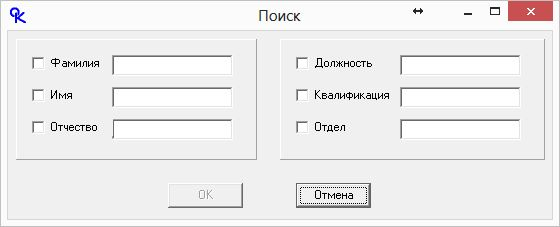 Поиск
Фамилия
Имя
Отчество
Должность
Квалификация
Отдел
OK
Отмена